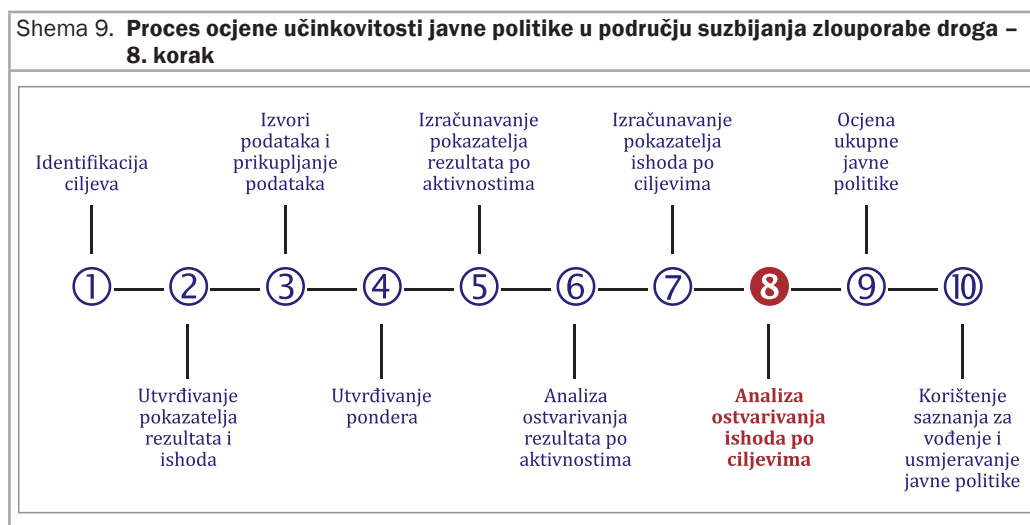 Shema 9. Proces ocjene učinkovitosti javne politike u području suzbijanja zlouporabe droga –
8. korak
Identifikacija
ciljeva
Izvori
podataka i
prikupljanje
podataka
Izračunavanje
pokazatelja
rezultata po
aktivnostima
Izračunavanje
pokazatelja
ishoda po
ciljevima
Ocjena
ukupne
javne
politike
1 2 3 4 5 6 7 8 9 10
Utvrđivanje
pokazatelja
rezultata i
ishoda
Utvrđivanje
pondera
Analiza
ostvarivanja
rezultata po
aktivnostima
Analiza
ostvarivanja
ishoda po
ciljevima
Korištenje
saznanja za
vođenje i
usmjeravanje
javne politike